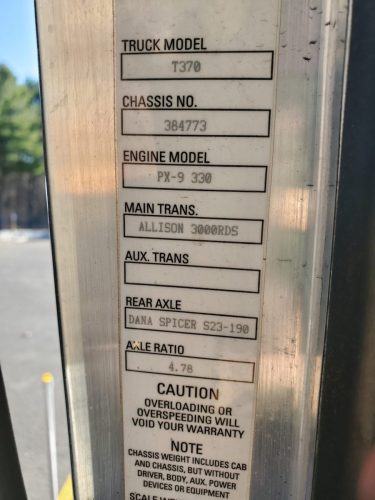 TRUCK MODEL
T370
CHASSIS NO.
384773
ENGINE MODEL
PX-9 330
MAIN TRANS.
ALLISON 3000RDS
AUX. TRANS
REAR AXLE
DANA SPICER S23-190
AXLE RATIO
4.78
CAUTION
OVERLOADING OR
OVERSPEEDING WILL
VOID YOUR WARRANTY
NOTE
CHASSIS WEIGHT INCLUDES CAB
AND CHASSIS, BUT WITHOUT
DRIVER, BODY, AUX. POWER
DEVICES OR EQUIPMENT
SCALE